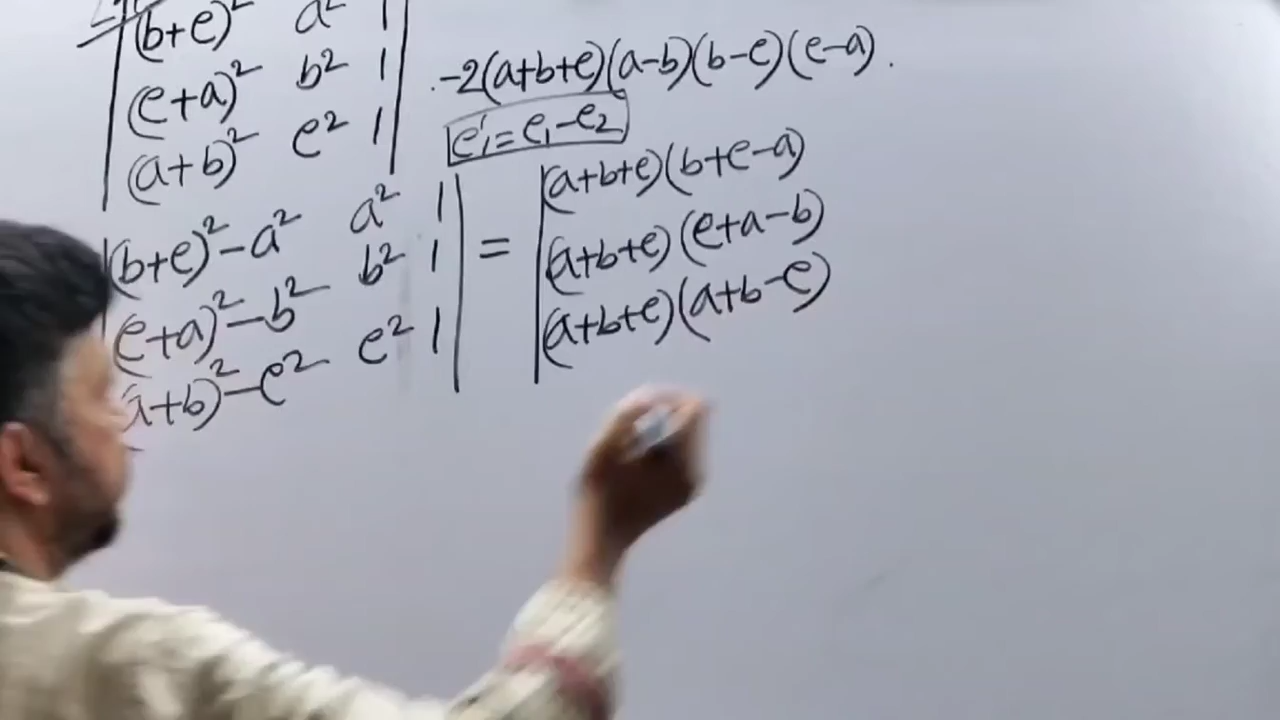 (b+c)² a² 1
(c+a)² b² 1
(a+b)² c² 1
-2(a+b+c)(a-b)(b-c)(c-a).
c₁'=c₁-c₂
(b+c)²-a² a² 1
(c+a)²-b² b² 1
(a+b)²-c² c² 1
=
(a+b+c)(b+c-a)
(a+b+c)(c+a-b)
(a+b+c)(a+b-c)